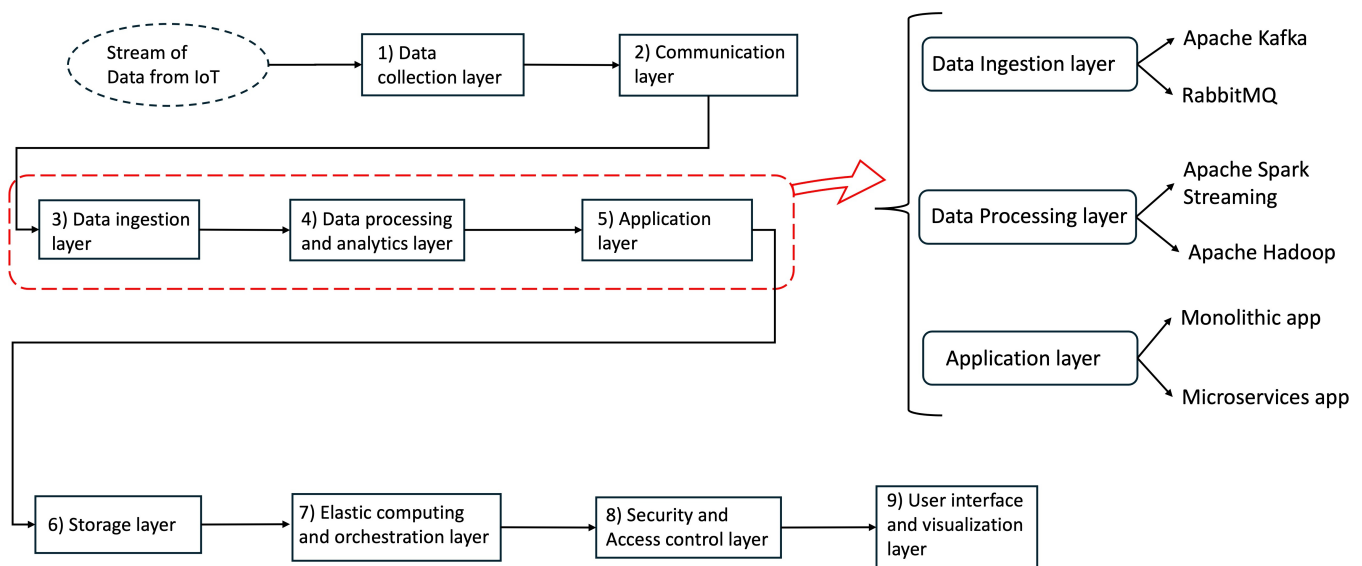 Stream of
Data from IoT
1) Data
collection layer
2) Communication
layer
3) Data ingestion
layer
4) Data processing
and analytics layer
5) Application
layer
6) Storage layer
7) Elastic computing
and orchestration layer
8) Security and
Access control layer
9) User interface
and visualization
layer
Data Ingestion layer
Apache Kafka
RabbitMQ
Data Processing layer
Apache Spark
Streaming
Apache Hadoop
Application layer
Monolithic app
Microservices app